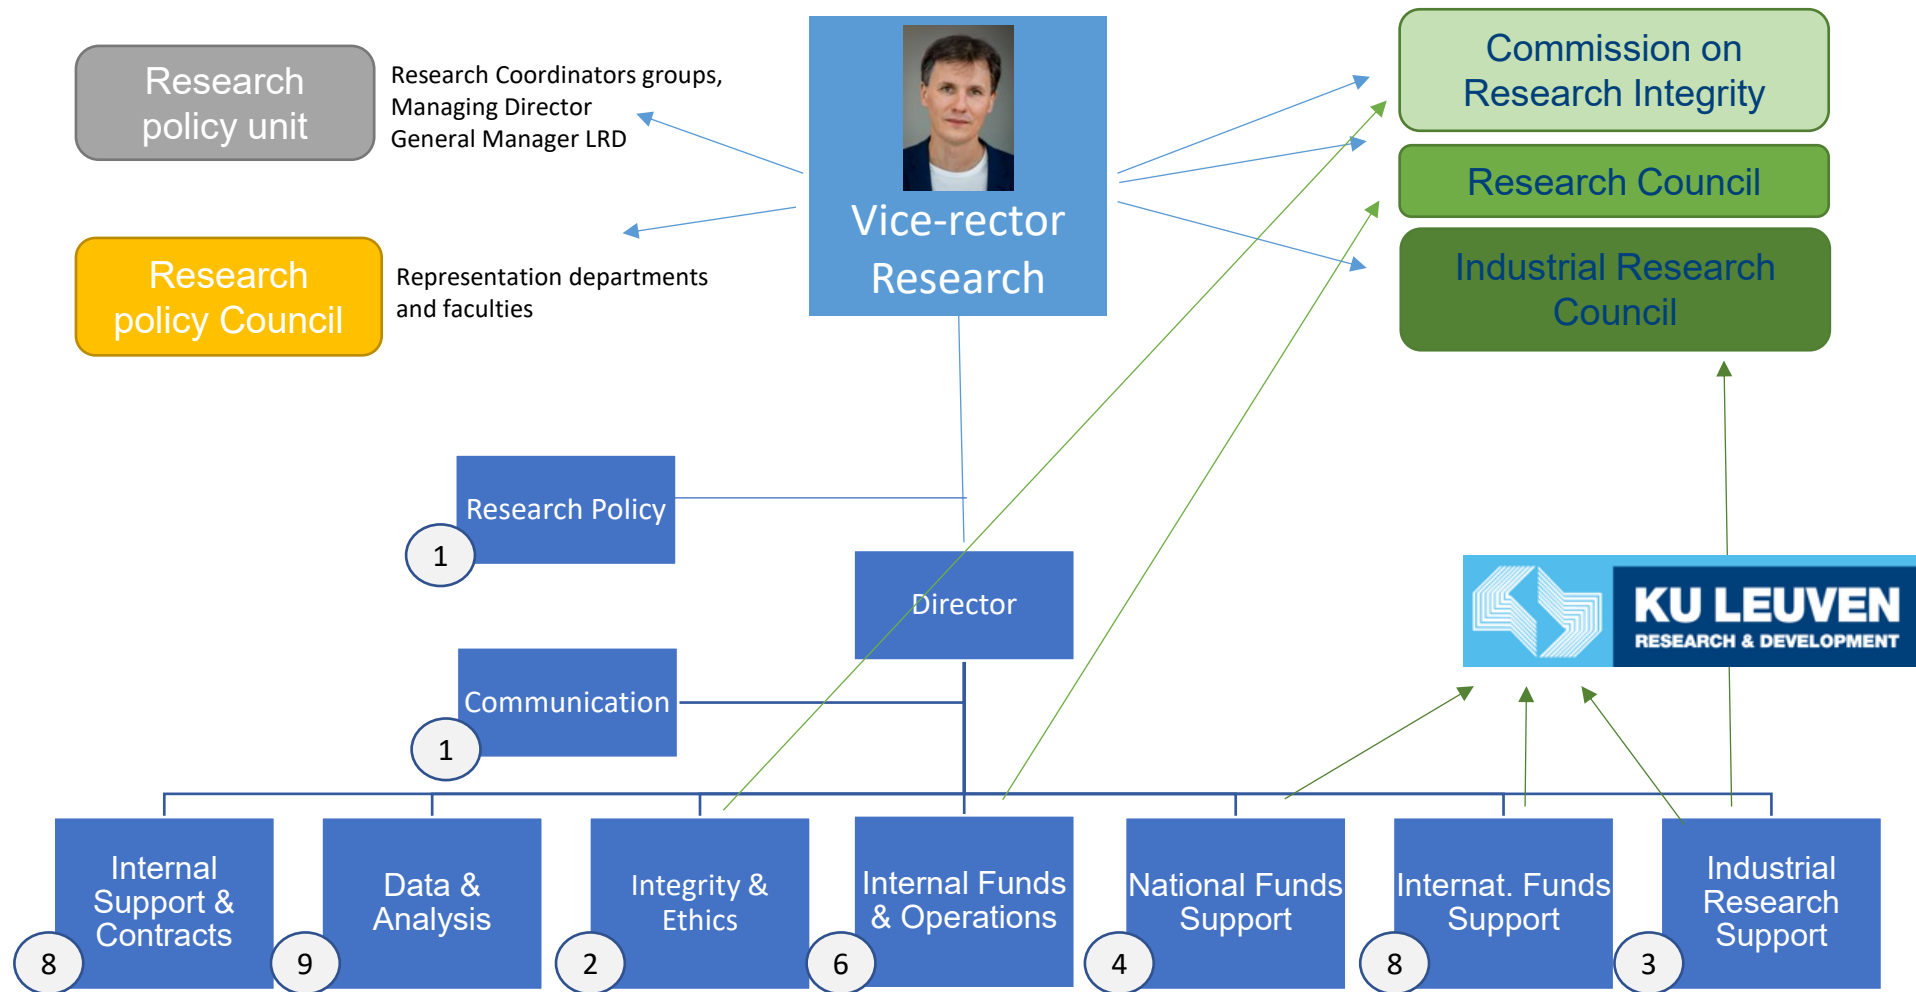 Research
policy unit
Research Coordinators groups,
Managing Director
General Manager LRD
Vice-rector
Research
Commission on
Research Integrity
Research Council
Industrial Research
Council
Research
policy Council
Representation departments
and faculties
Research Policy
1
Director
KU LEUVEN
RESEARCH & DEVELOPMENT
Communication
1
Internal
Support &
Contracts
8
Data &
Analysis
9
Integrity &
Ethics
2
Internal Funds
& Operations
6
National Funds
Support
4
Internat. Funds
Support
8
Industrial
Research
Support
3